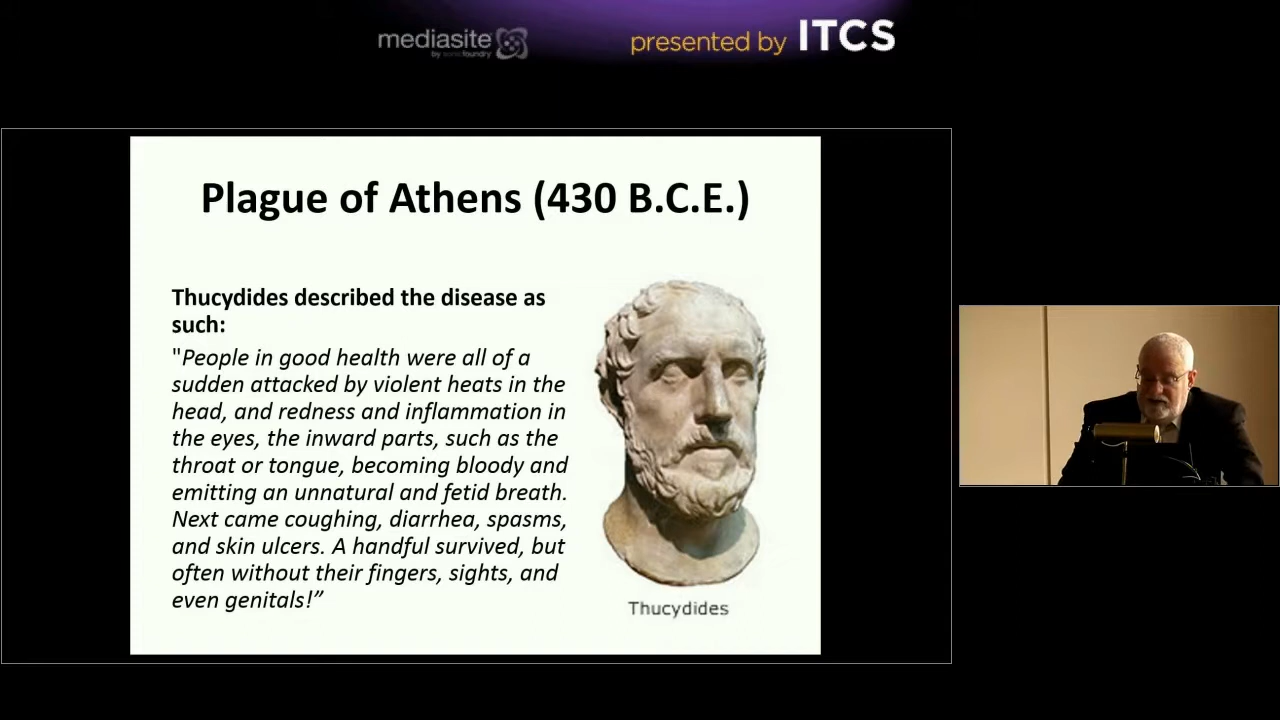 mediasite
by sonicfoundry
presented by ITCS
Plague of Athens (430 B.C.E.)
Thucydides described the disease as
such:
"People in good health were all of a
sudden attacked by violent heats in the
head, and redness and inflammation in
the eyes, the inward parts, such as the
throat or tongue, becoming bloody and
emitting an unnatural and fetid breath.
Next came coughing, diarrhea, spasms,
and skin ulcers. A handful survived, but
often without their fingers, sights, and
even genitals!”
Thucydides